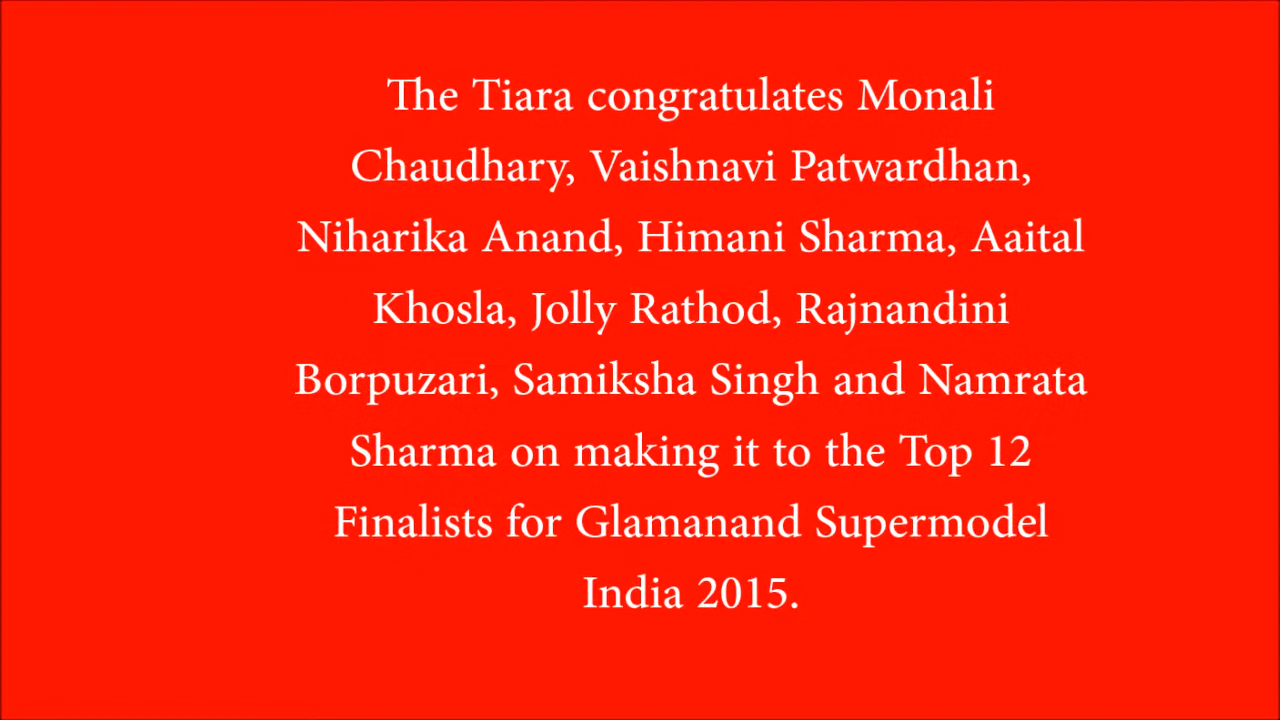 The Tiara congratulates Monali
Chaudhary, Vaishnavi Patwardhan,
Niharika Anand, Himani Sharma, Aaital
Khosla, Jolly Rathod, Rajnandini
Borpuzari, Samiksha Singh and Namrata
Sharma on making it to the Top 12
Finalists for Glamanand Supermodel
India 2015.